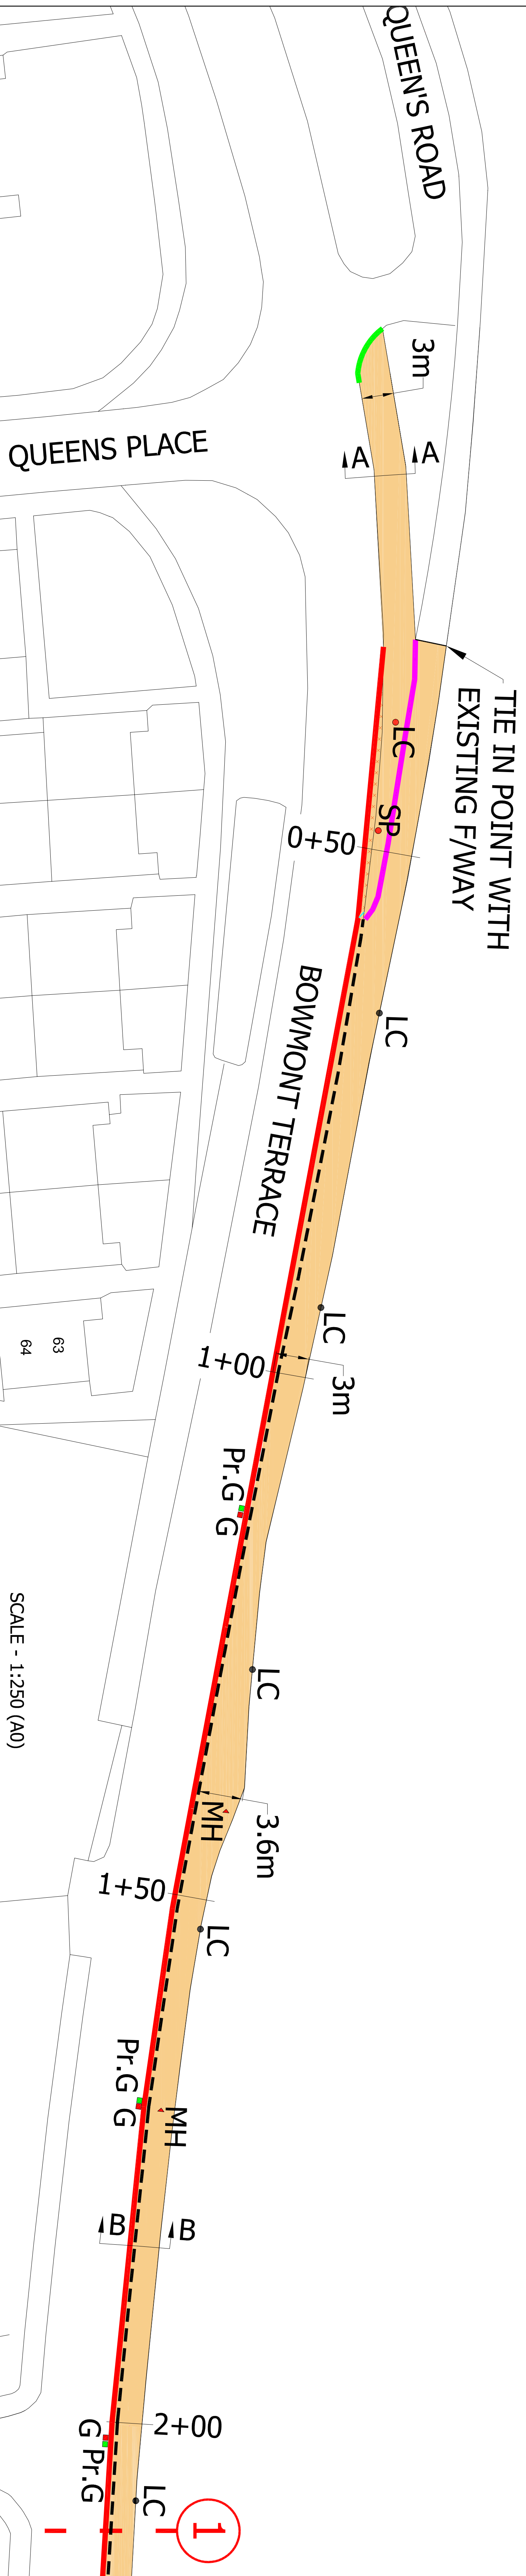 QUEEN'S ROAD
3m
QUEENS PLACE
A
A
TIE IN POINT WITH
EXISTING F/WAY
LC
SP
0+50
LC
BOWMONT TERRACE
LC
1+00
3m
63
64
Pr.G
G
SCALE - 1:250 (A0)
LC
3.6m
MH
1+50
LC
Pr.G
G
MH
B
B
2+00
G
Pr.G
LC
1